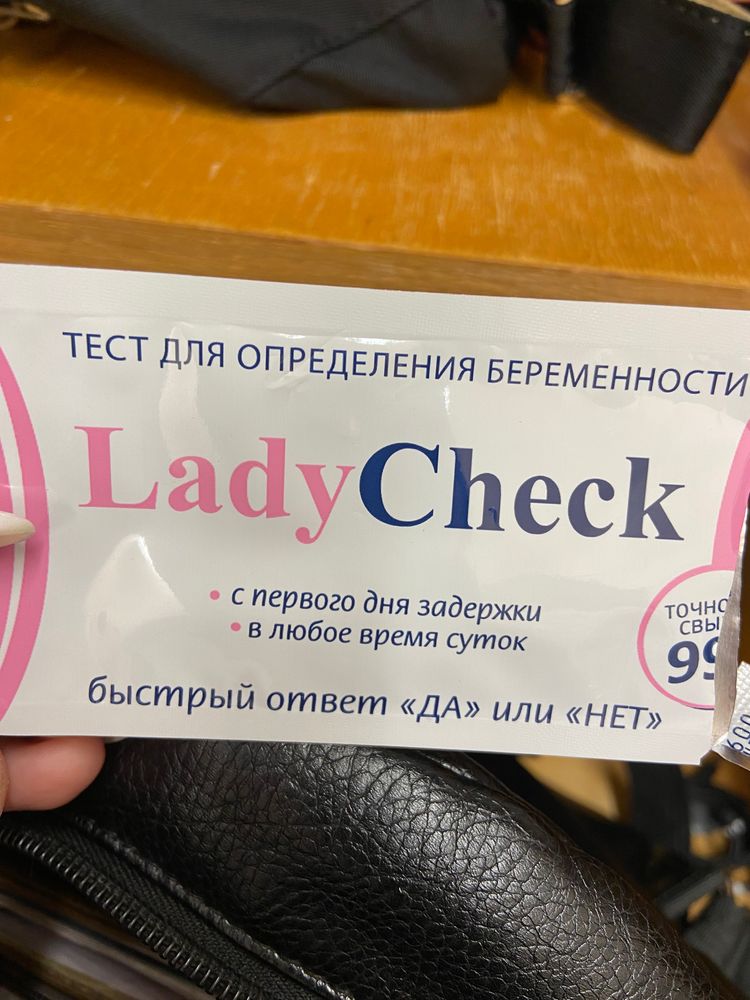 ТЕСТ ДЛЯ ОПРЕДЕЛЕНИЯ БЕРЕМЕННОСТИ
LadyCheck
• с первого дня задержки
• в любое время суток
быстрый ответ «ДА» или «НЕТ»